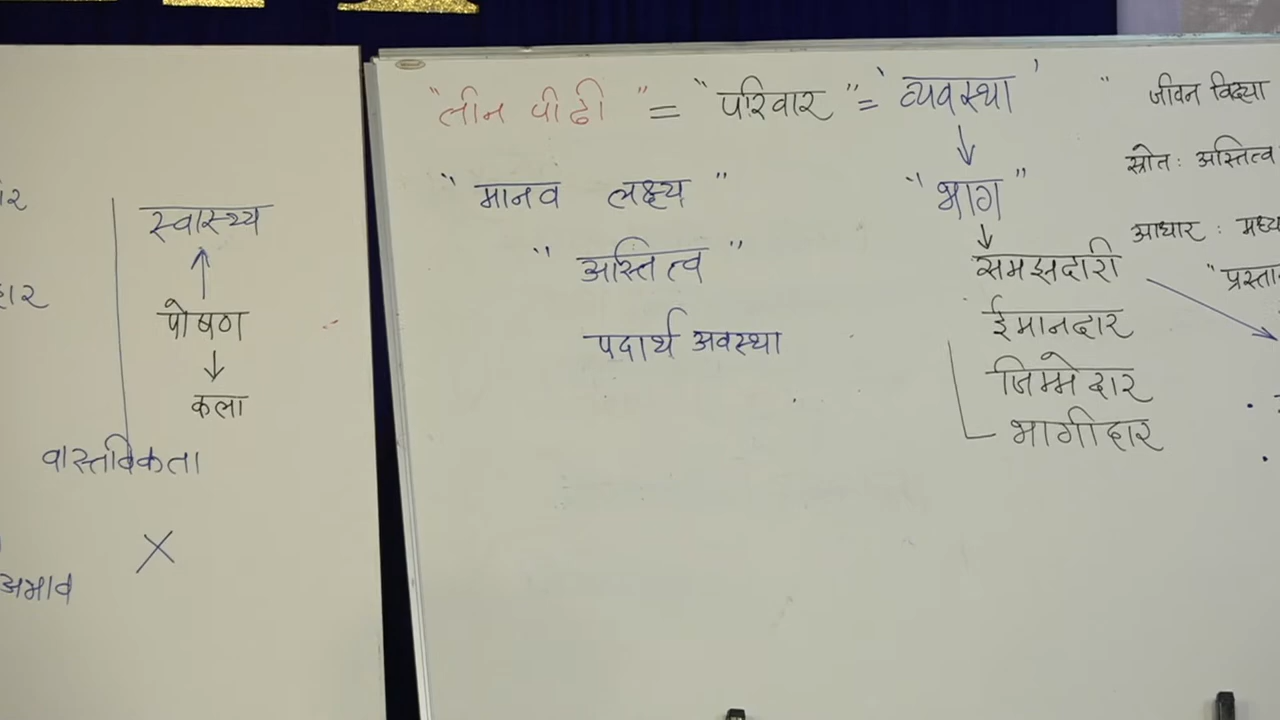 स्वास्थ्य
↑
पोषण
↓
कला
वास्तविकता
X
अभाव
"तीन पीढी" = "परिवार" = 'व्यवस्था'
↓
"मानव लक्ष्य"
"भाग"
↓
"अस्तित्व"
समझदारी
पदार्थ अवस्था
ईमानदार
जिम्मेदार
भागीदार
" जीवन विद्या
स्रोत: अस्तित्व
आधार: